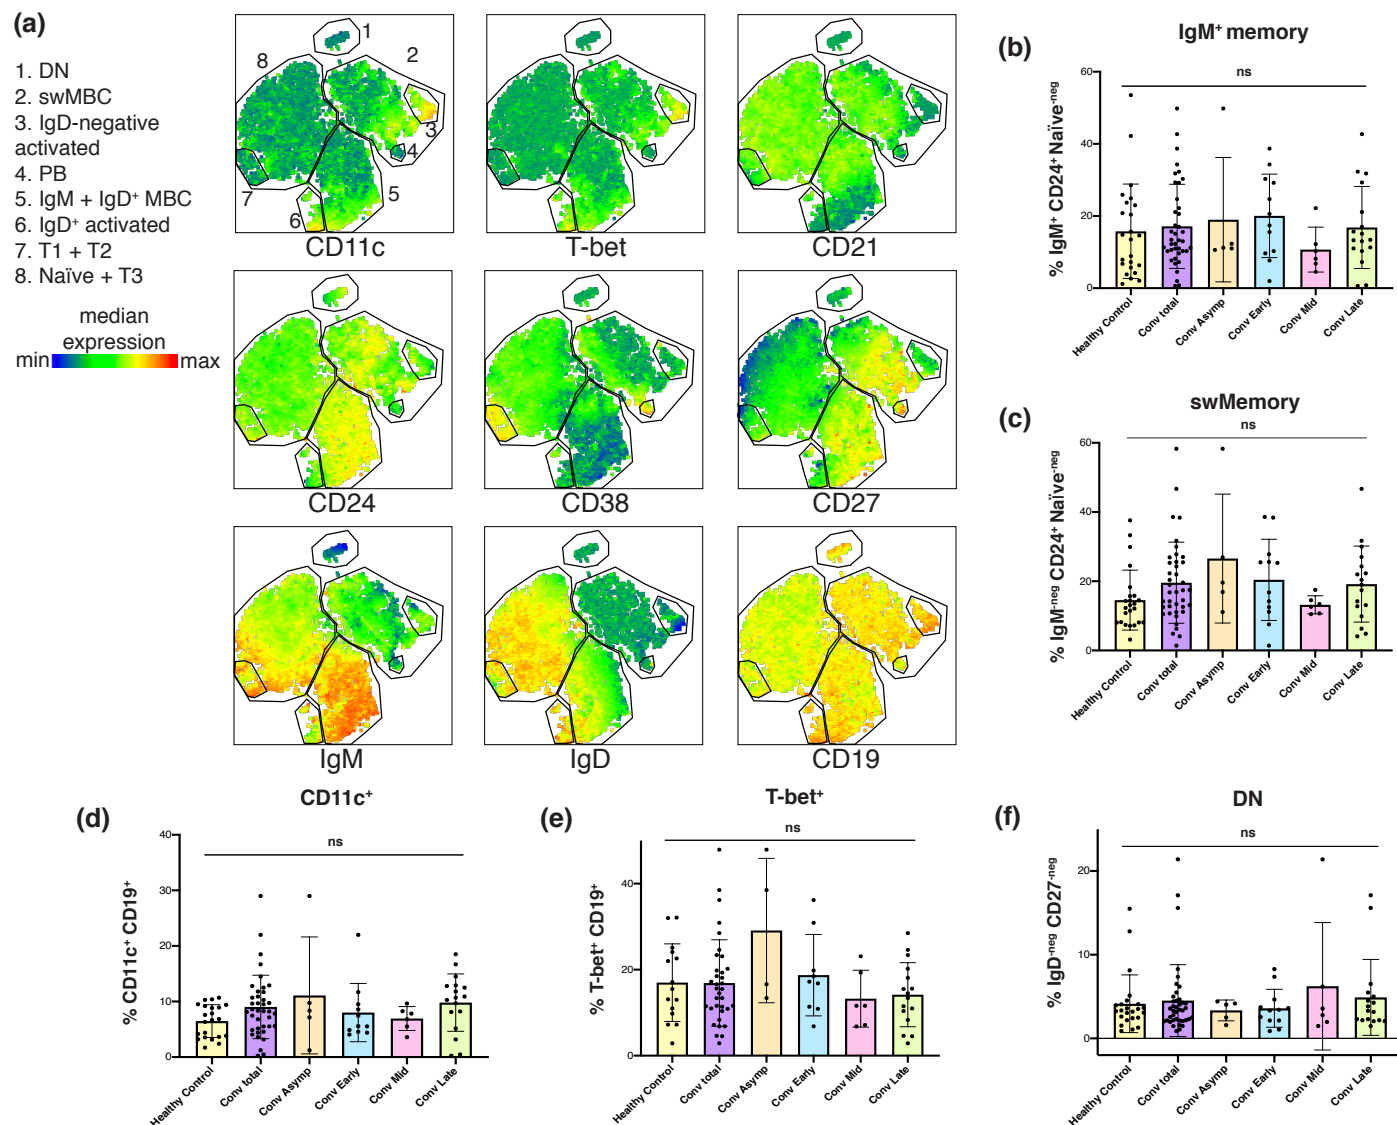 (a)
1. DN
2. swMBC
3. IgD-negative
activated
4. PB
5. IgM + IgD⁺ MBC
6. IgD⁺ activated
7. T1 + T2
8. Naïve + T3
median
expression
min max
1
2
3
4
5
6
7
8
CD11c
T-bet
CD21
CD24
CD38
CD27
IgM
IgD
CD19
(b)
IgM⁺ memory
ns
% IgM⁺ CD24⁺ Naïve⁻ⁿᵉᵍ
60
40
20
0
Healthy Control
Conv total
Conv Asymp
Conv Early
Conv Mid
Conv Late
(c)
swMemory
ns
% IgM⁻ⁿᵉᵍ CD24⁺ Naïve⁻ⁿᵉᵍ
60
40
20
0
Healthy Control
Conv total
Conv Asymp
Conv Early
Conv Mid
Conv Late
(d)
CD11c⁺
ns
% CD11c⁺ CD19⁺
40
30
20
10
0
Healthy Control
Conv total
Conv Asymp
Conv Early
Conv Mid
Conv Late
(e)
T-bet⁺
ns
% T-bet⁺ CD19⁺
40
20
0
Healthy Control
Conv total
Conv Asymp
Conv Early
Conv Mid
Conv Late
(f)
DN
ns
% IgD⁻ⁿᵉᵍ CD27⁻ⁿᵉᵍ
20
10
0
Healthy Control
Conv total
Conv Asymp
Conv Early
Conv Mid
Conv Late